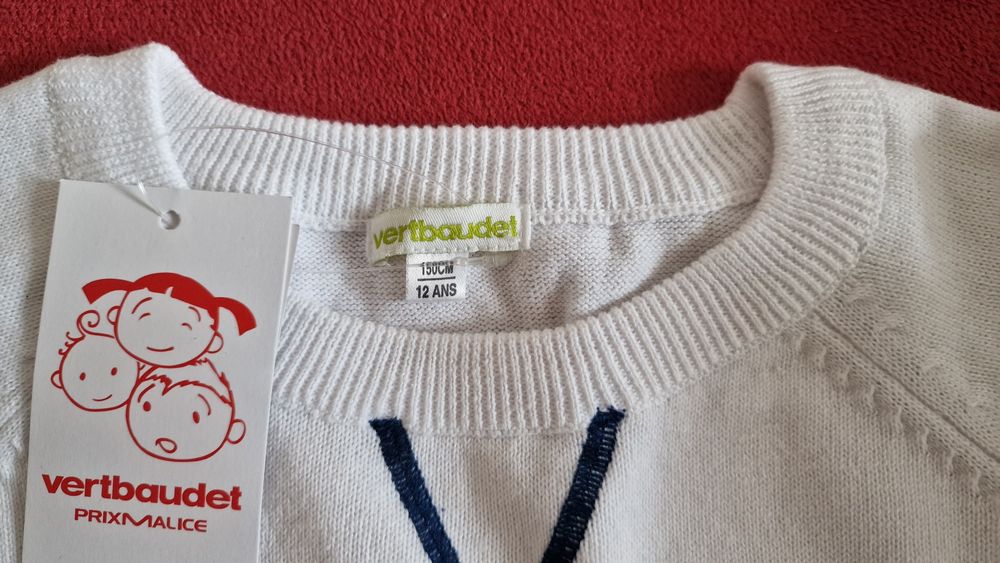 vertbaudet
150CM
12 ANS
vertbaudet
PRIXMALICE